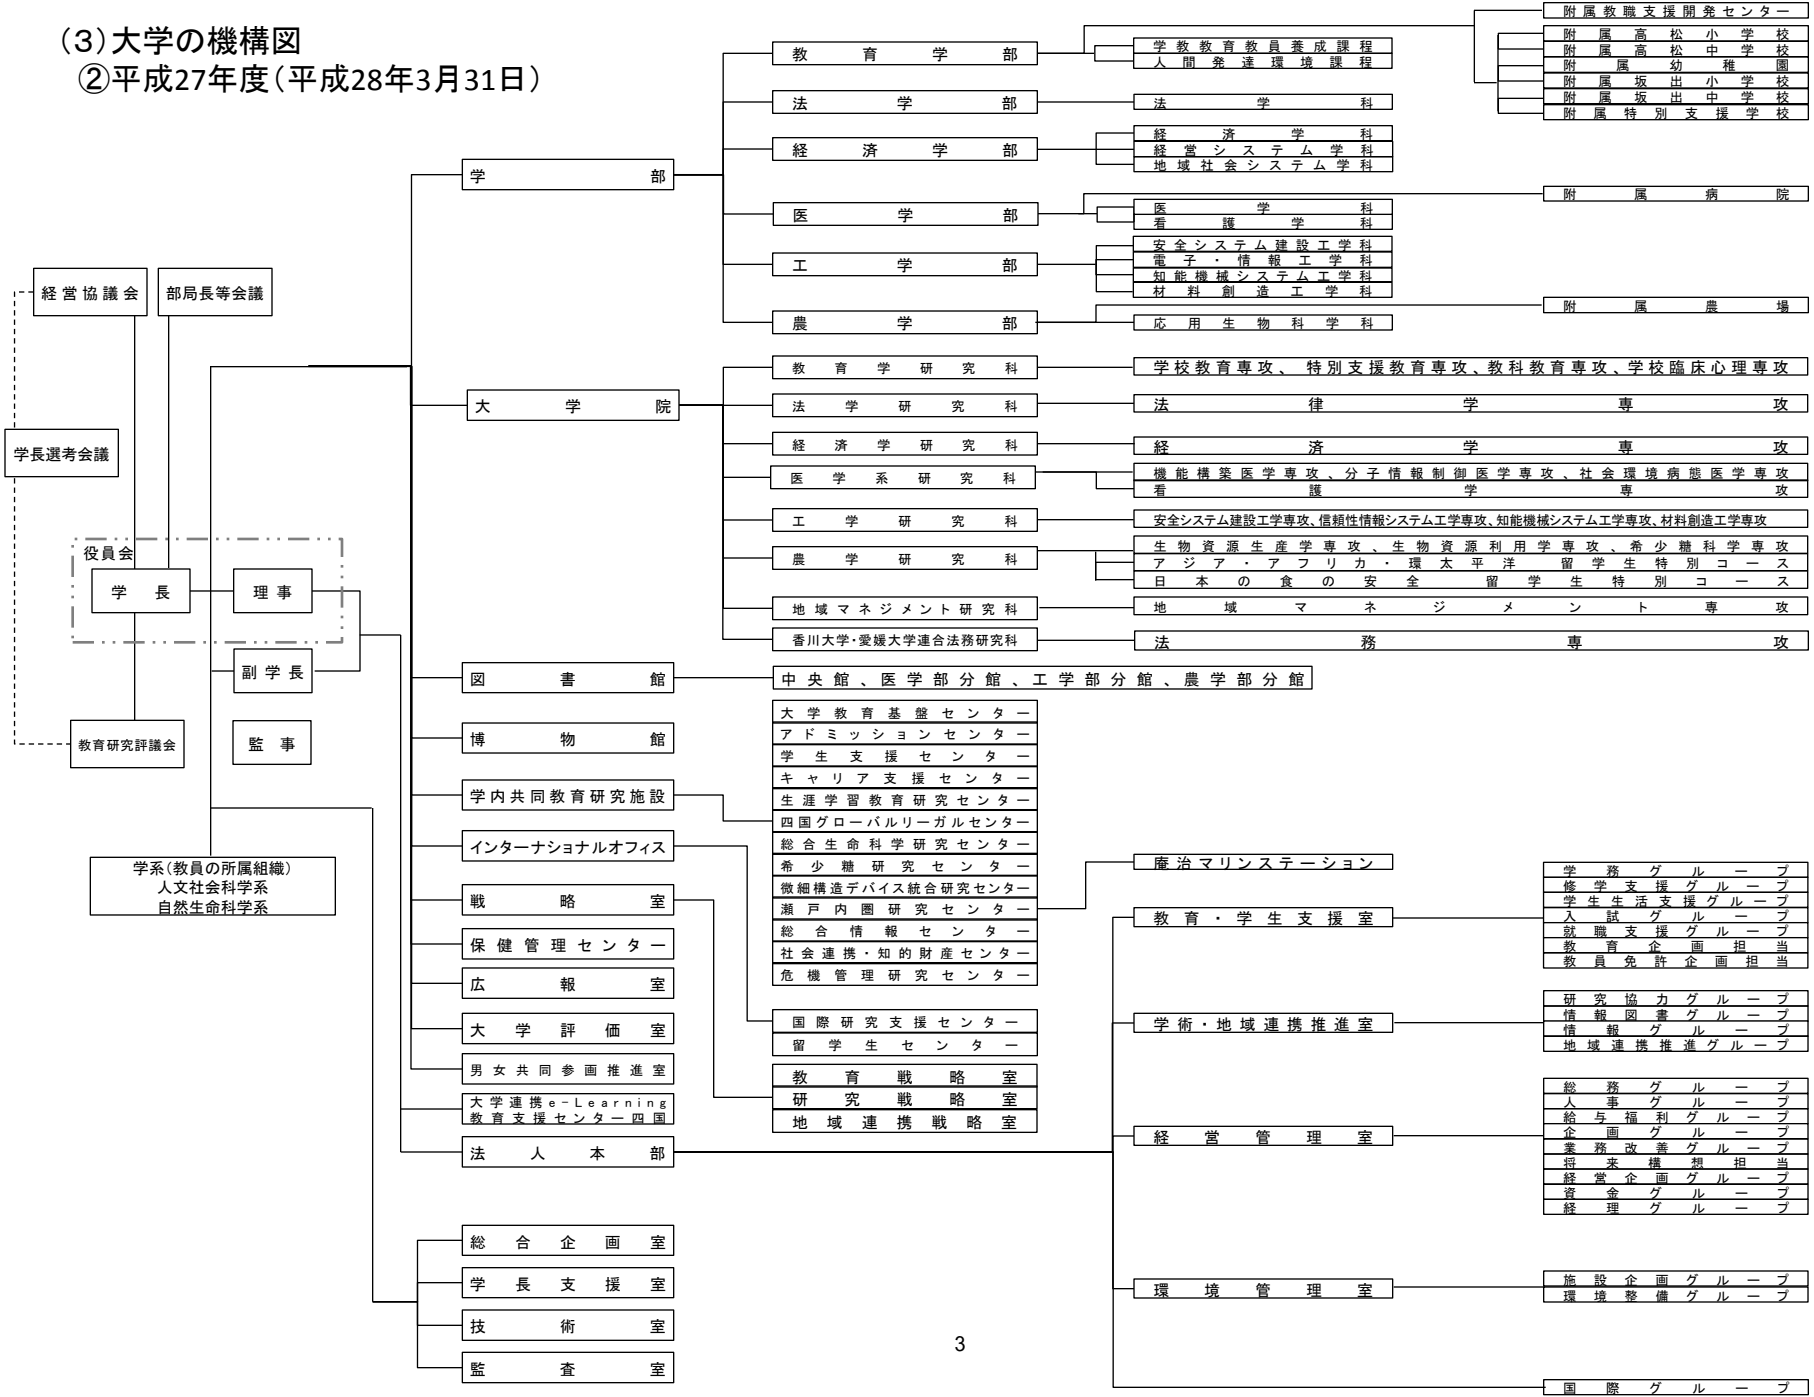 (3)大学の機構図
②平成27年度(平成28年3月31日)
経営協議会
部局長等会議
学長選考会議
役員会
学長
理事
副学長
教育研究評議会
監事
学系(教員の所属組織)
人文社会科学系
自然生命科学系
学部
教育学部
学教教育教員養成課程
人間発達環境課程
附属教職支援開発センター
附属高松小学校
附属高松中学校
附属幼稚園
附属坂出小学校
附属坂出中学校
附属特別支援学校
法学部
法学科
経済学部
経済学科
経営システム学科
地域社会システム学科
医学部
医学科
看護学科
附属病院
工学部
安全システム建設工学科
電子・情報工学科
知能機械システム工学科
材料創造工学科
農学部
応用生物科学科
附属農場
大学院
教育学研究科
学校教育専攻、特別支援教育専攻、教科教育専攻、学校臨床心理専攻
法学研究科
法律学専攻
経済学研究科
経済学専攻
医学系研究科
機能構築医学専攻、分子情報制御医学専攻、社会環境病態医学専攻
看護学専攻
工学研究科
安全システム建設工学専攻、信頼性情報システム工学専攻、知能機械システム工学専攻、材料創造工学専攻
農学研究科
生物資源生産学専攻、生物資源利用学専攻、希少糖科学専攻
アジア・アフリカ・環太平洋 留学生特別コース
日本の食の安全 留学生特別コース
地域マネジメント研究科
地域マネジメント専攻
香川大学・愛媛大学連合法務研究科
法務専攻
図書館
中央館、医学部分館、工学部分館、農学部分館
博物館
学内共同教育研究施設
大学教育基盤センター
アドミッションセンター
学生支援センター
キャリア支援センター
生涯学習教育研究センター
四国グローバルリーガルセンター
総合生命科学研究センター
希少糖研究センター
微細構造デバイス統合研究センター
瀬戸内圏研究センター
総合情報センター
社会連携・知的財産センター
危機管理研究センター
庵治マリンステーション
インターナショナルオフィス
国際研究支援センター
留学生センター
戦略室
教育戦略室
研究戦略室
地域連携戦略室
保健管理センター
広報室
大学評価室
男女共同参画推進室
大学連携e-Learning
教育支援センター四国
法人本部
教育・学生支援室
学務グループ
修学支援グループ
学生生活支援グループ
入試グループ
就職支援グループ
教育企画担当
教員免許企画担当
学術・地域連携推進室
研究協力グループ
情報図書グループ
情報グループ
地域連携推進グループ
経営管理室
総務グループ
人事グループ
給与福利グループ
企画グループ
業務改善グループ
将来構想担当
経営企画グループ
資金グループ
経理グループ
環境管理室
施設企画グループ
環境整備グループ
国際グループ
総合企画室
学長支援室
技術室
監査室
3